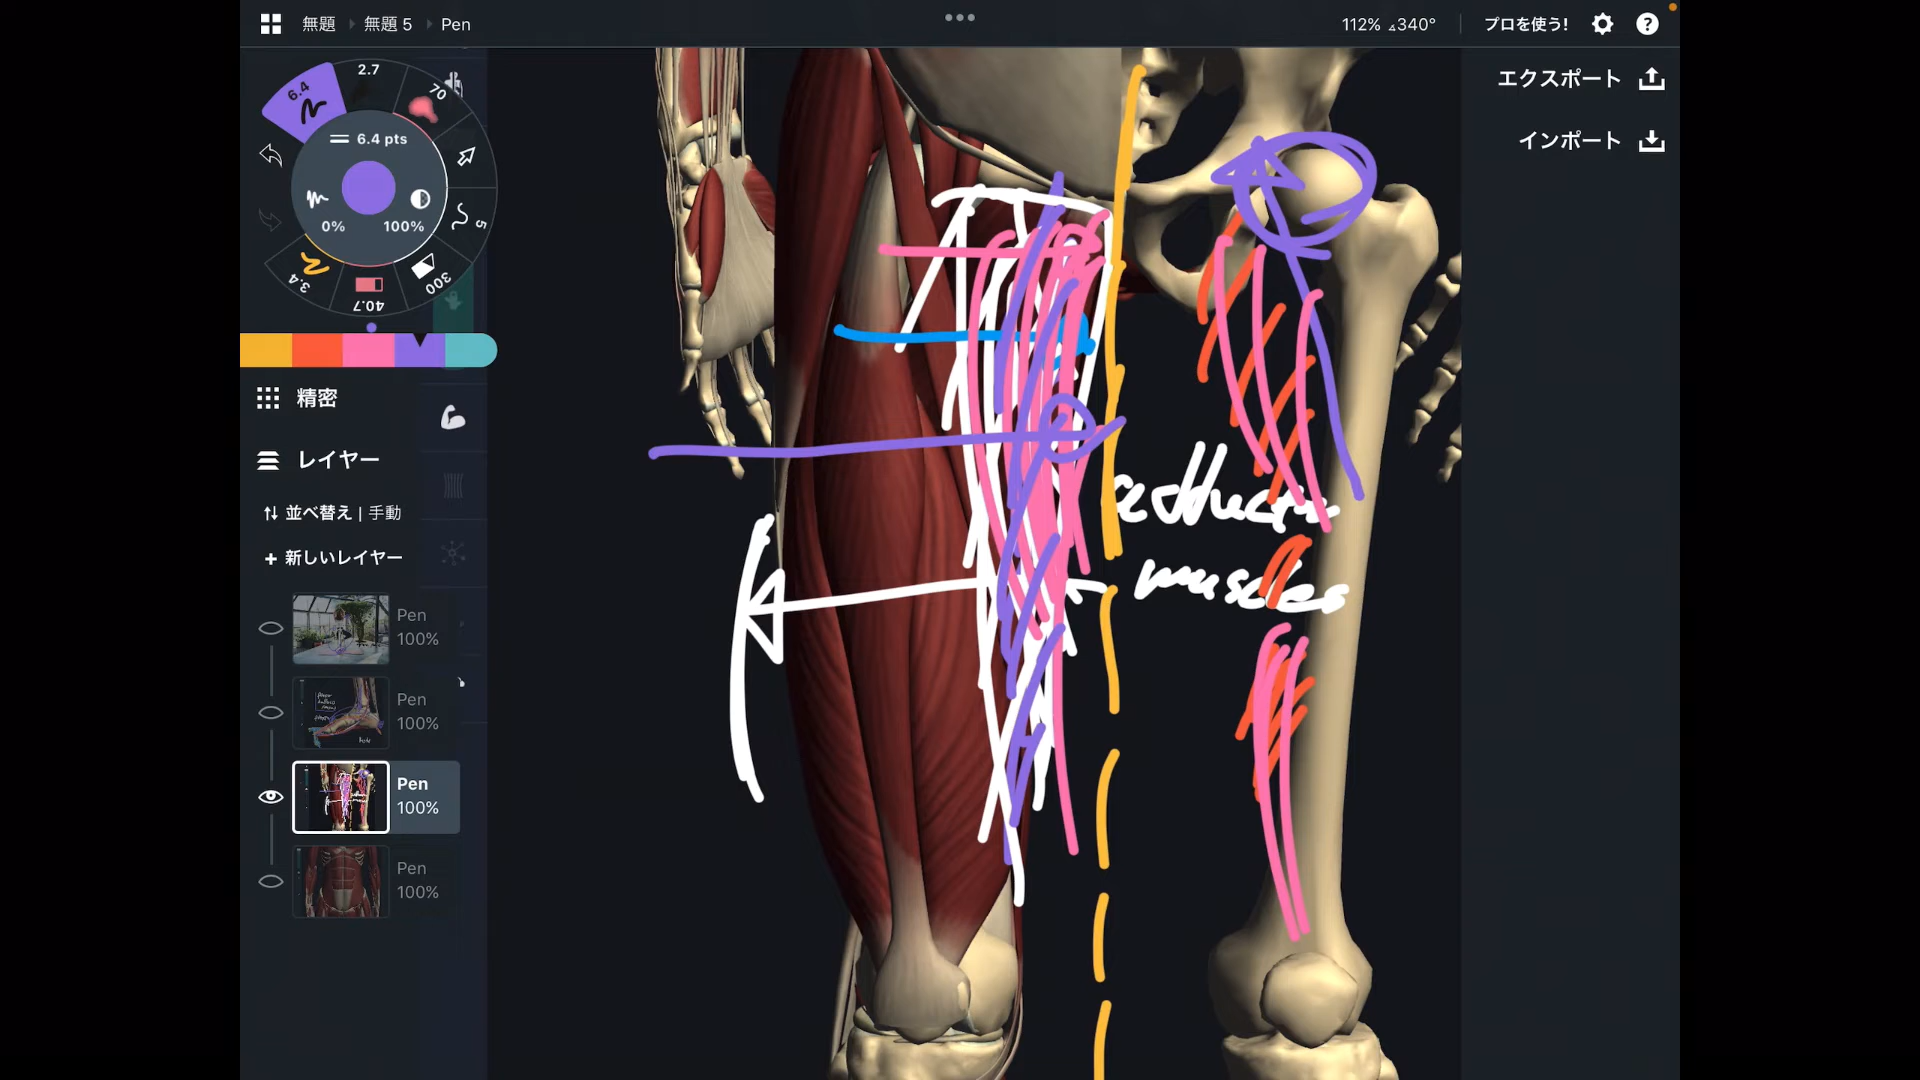 無題 無題 5 Pen
112% ⊿340°
プロを使う!
エクスポート
インポート
2.7
6.4
70
6.4 pts
0% 100%
5
3.4
40.7
300
精密
レイヤー
並べ替え | 手動
+ 新しいレイヤー
Pen
100%
Pen
100%
Pen
100%
Pen
100%
adductor
muscles